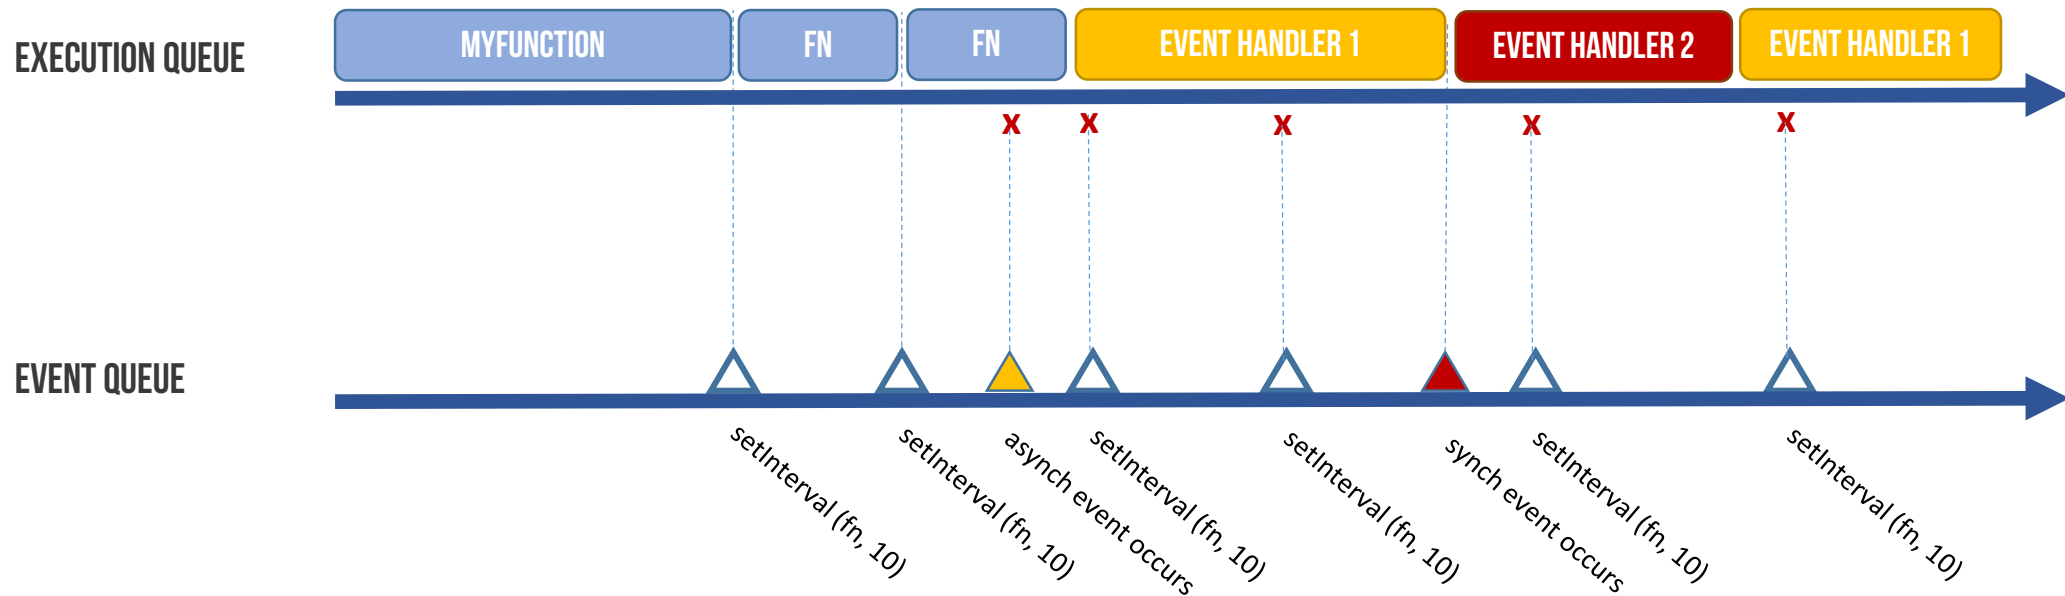 EXECUTION QUEUE
MYFUNCTION
FN
FN
EVENT HANDLER 1
EVENT HANDLER 2
EVENT HANDLER 1
X
X
X
X
X
EVENT QUEUE
setInterval (fn, 10)
setInterval (fn, 10)
asynch event occurs
setInterval (fn, 10)
setInterval (fn, 10)
synch event occurs
setInterval (fn, 10)
setInterval (fn, 10)